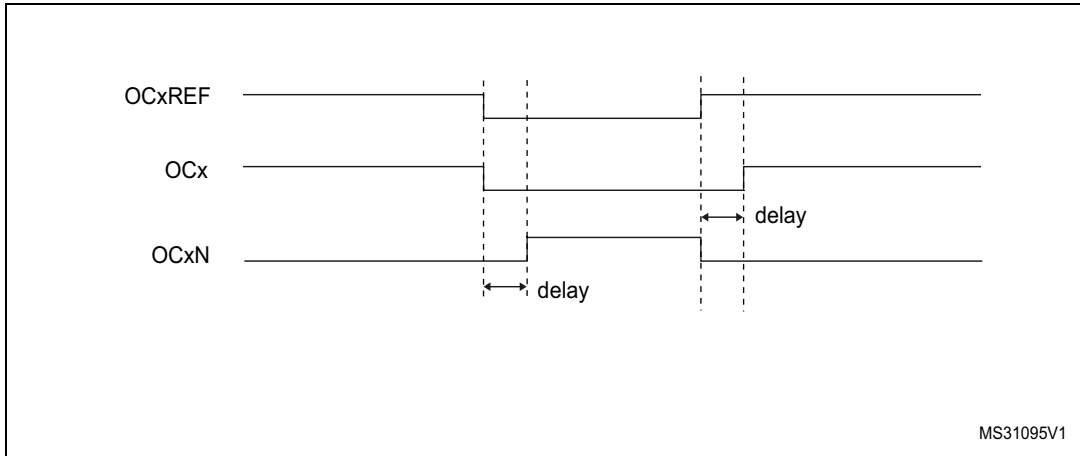 OCxREF
OCx
delay
OCxN
delay
MS31095V1